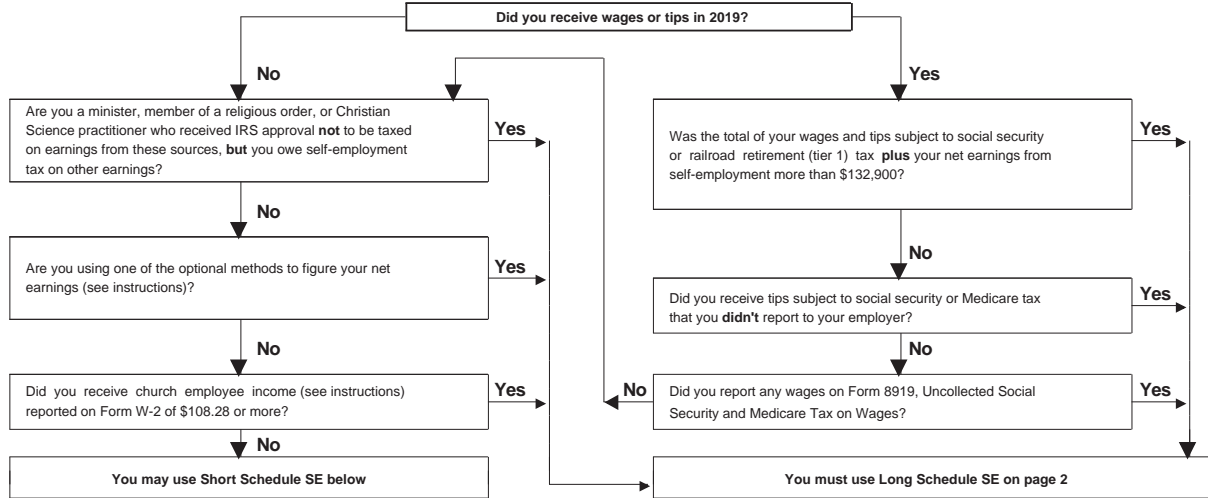 Did you receive wages or tips in 2019?
No
Yes
Are you a minister, member of a religious order, or Christian
Science practitioner who received IRS approval not to be taxed
on earnings from these sources, but you owe self-employment
tax on other earnings?
Yes
Was the total of your wages and tips subject to social security
or railroad retirement (tier 1) tax plus your net earnings from
self-employment more than $132,900?
Yes
No
No
Are you using one of the optional methods to figure your net
earnings (see instructions)?
Yes
Did you receive tips subject to social security or Medicare tax
that you didn't report to your employer?
Yes
No
No
Did you receive church employee income (see instructions)
reported on Form W-2 of $108.28 or more?
Yes
No
Did you report any wages on Form 8919, Uncollected Social
Security and Medicare Tax on Wages?
Yes
No
You may use Short Schedule SE below
You must use Long Schedule SE on page 2